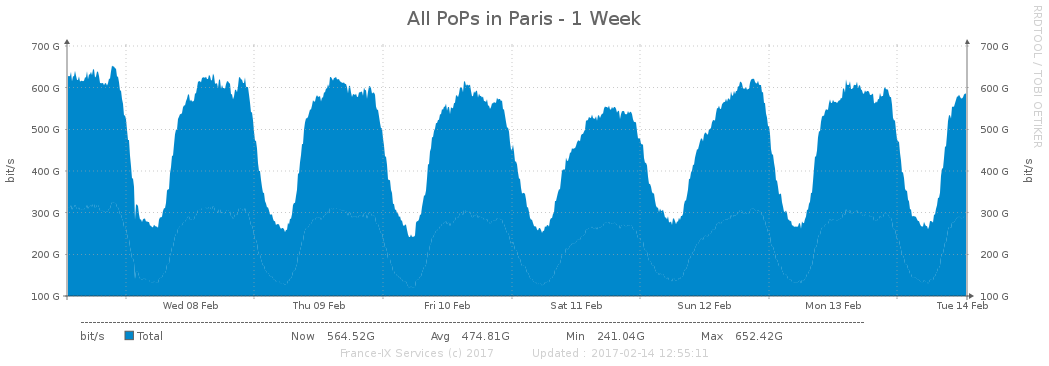 All PoPs in Paris - 1 Week
RRDTOOL / TOBI OETIKER
700 G 700 G
600 G 600 G
500 G 500 G
400 G 400 G
300 G 300 G
200 G 200 G
100 G 100 G
bit/s bit/s
Wed 08 Feb Thu 09 Feb Fri 10 Feb Sat 11 Feb Sun 12 Feb Mon 13 Feb Tue 14 Feb
bit/s Total Now 564.52G Avg 474.81G Min 241.04G Max 652.42G
France-IX Services (c) 2017 Updated : 2017-02-14 12:55:11